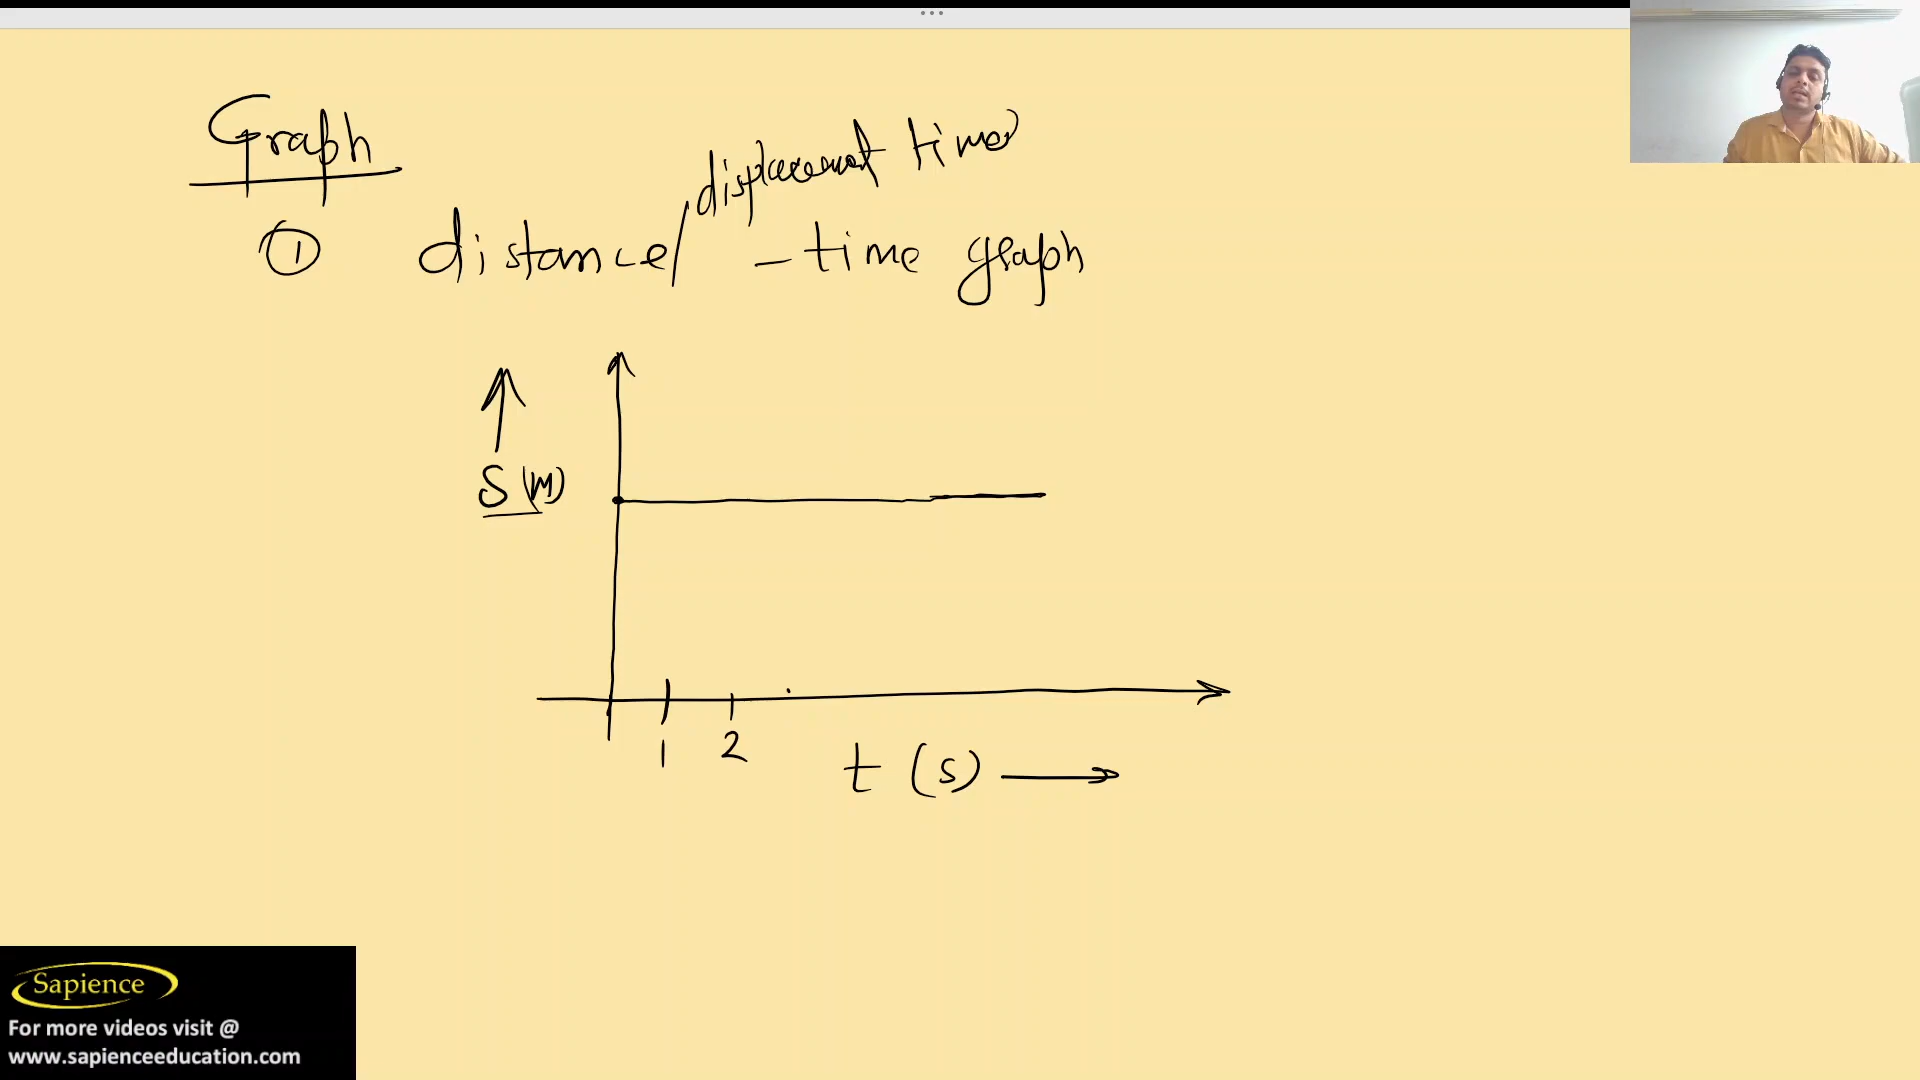 Graph
displacement time
① distance/ - time graph
S (M)
1 2
t (s)
Sapience
For more videos visit @
www.sapienceeducation.com